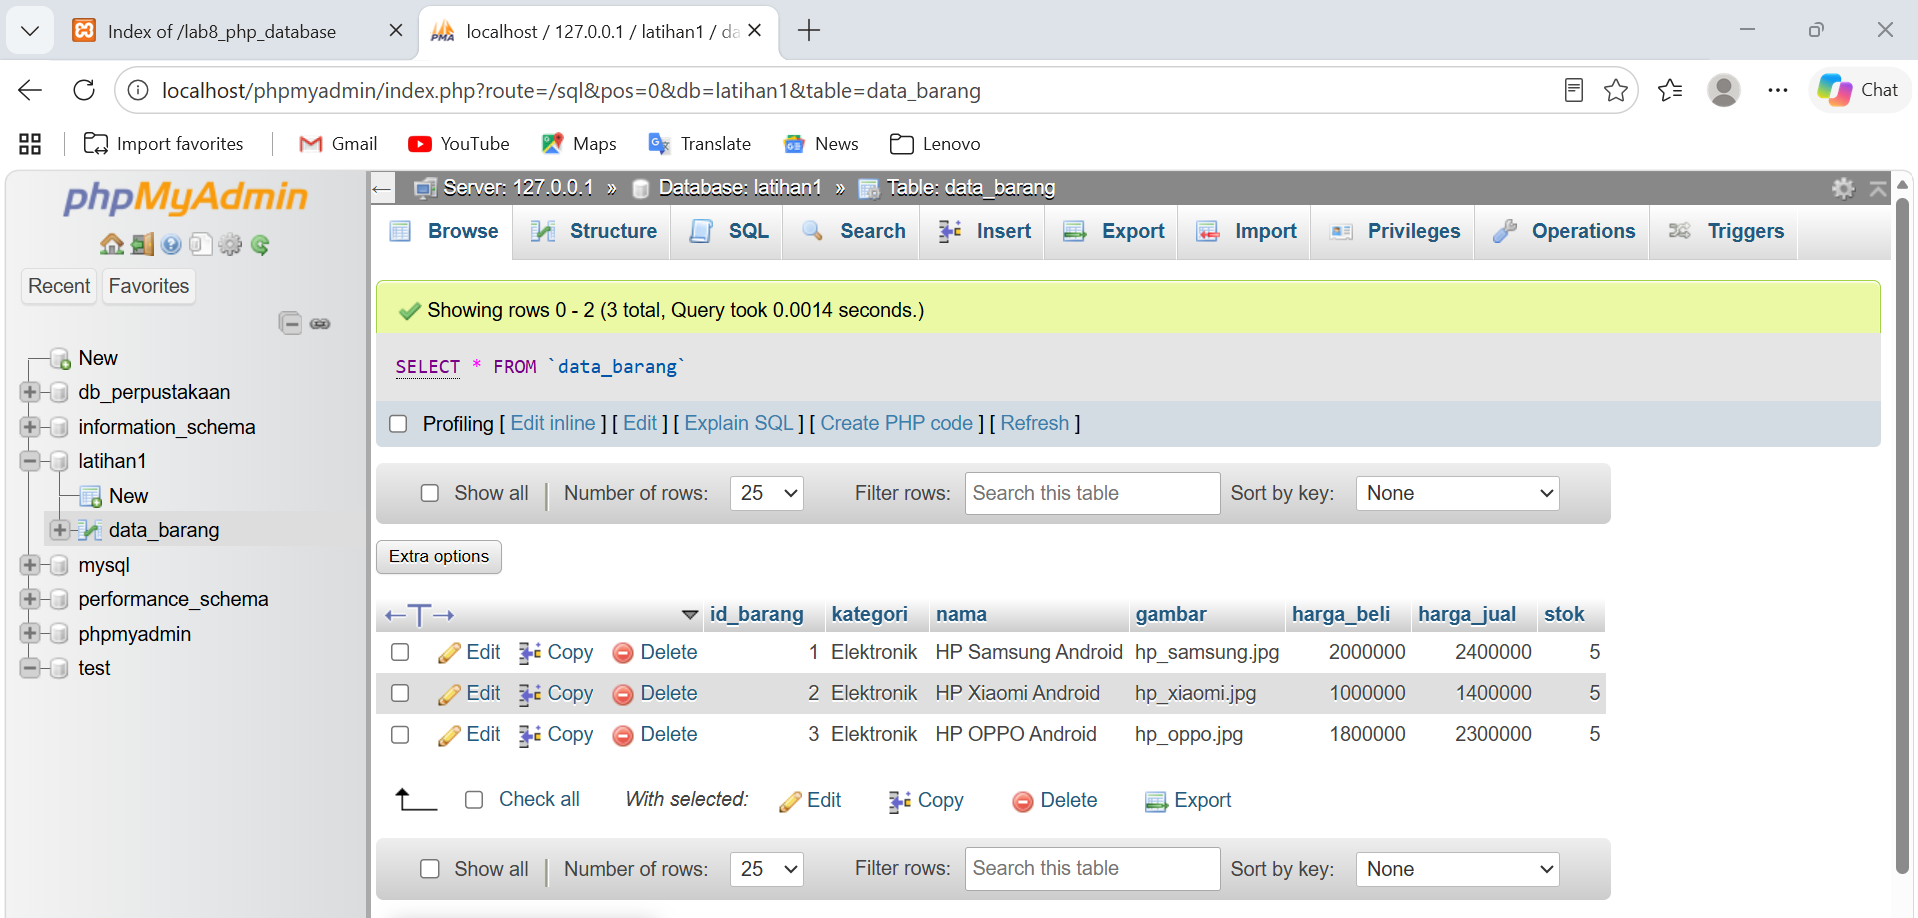 Index of /lab8_php_database
localhost / 127.0.0.1 / latihan1 / da
localhost/phpmyadmin/index.php?route=/sql&pos=0&db=latihan1&table=data_barang
Chat
Import favorites
Gmail
YouTube
Maps
Translate
News
Lenovo
phpMyAdmin
Recent
Favorites
New
db_perpustakaan
information_schema
latihan1
New
data_barang
mysql
performance_schema
phpmyadmin
test
Server: 127.0.0.1 » Database: latihan1 » Table: data_barang
Browse Structure SQL Search Insert Export Import Privileges Operations Triggers
Showing rows 0 - 2 (3 total, Query took 0.0014 seconds.)
SELECT * FROM `data_barang`
Profiling [ Edit inline ] [ Edit ] [ Explain SQL ] [ Create PHP code ] [ Refresh ]
Show all | Number of rows: 25 Filter rows: Search this table Sort by key: None
Extra options
←T→ id_barang kategori nama gambar harga_beli harga_jual stok
Edit Copy Delete 1 Elektronik HP Samsung Android hp_samsung.jpg 2000000 2400000 5
Edit Copy Delete 2 Elektronik HP Xiaomi Android hp_xiaomi.jpg 1000000 1400000 5
Edit Copy Delete 3 Elektronik HP OPPO Android hp_oppo.jpg 1800000 2300000 5
Check all With selected: Edit Copy Delete Export
Show all | Number of rows: 25 Filter rows: Search this table Sort by key: None